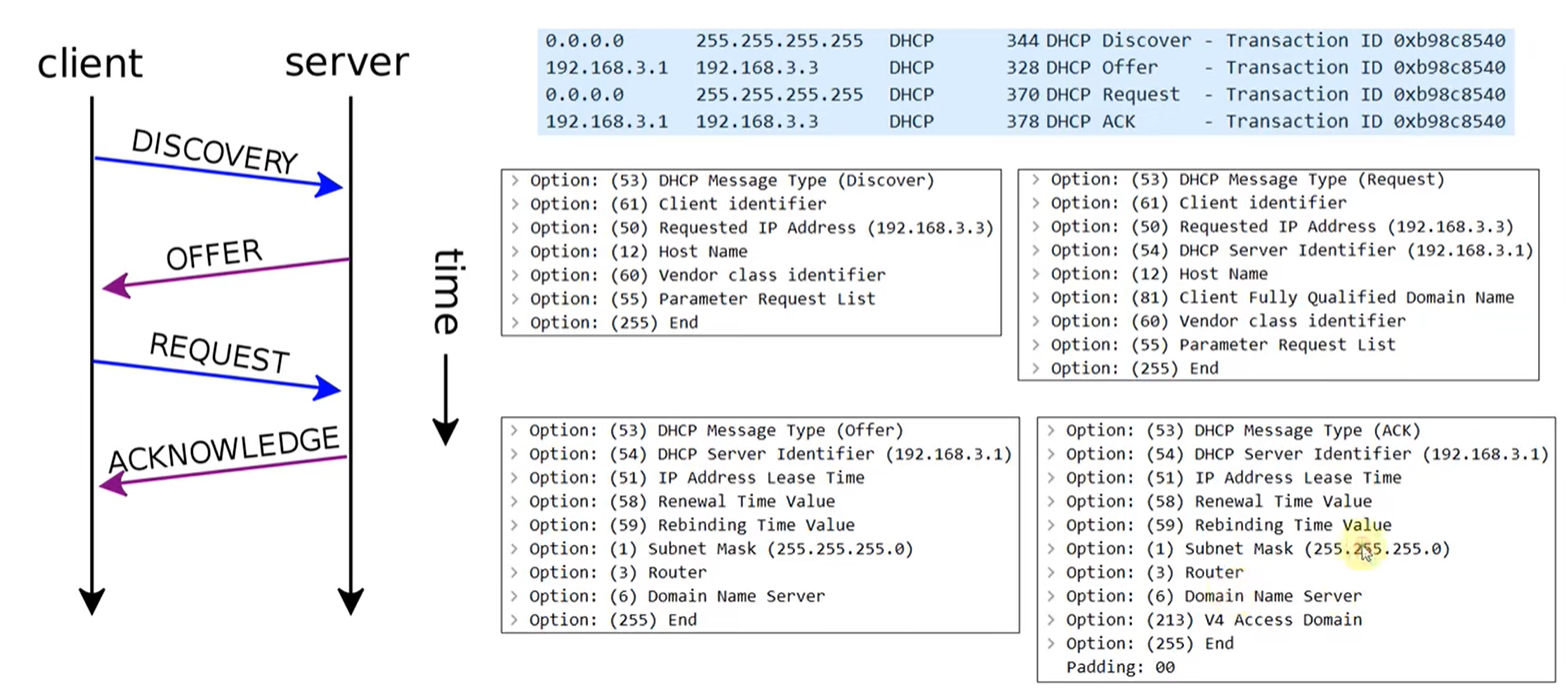 client
server
DISCOVERY
OFFER
REQUEST
ACKNOWLEDGE
time
0.0.0.0 255.255.255.255 DHCP 344 DHCP Discover - Transaction ID 0xb98c8540
192.168.3.1 192.168.3.3 DHCP 328 DHCP Offer - Transaction ID 0xb98c8540
0.0.0.0 255.255.255.255 DHCP 370 DHCP Request - Transaction ID 0xb98c8540
192.168.3.1 192.168.3.3 DHCP 378 DHCP ACK - Transaction ID 0xb98c8540
> Option: (53) DHCP Message Type (Discover)
> Option: (61) Client identifier
> Option: (50) Requested IP Address (192.168.3.3)
> Option: (12) Host Name
> Option: (60) Vendor class identifier
> Option: (55) Parameter Request List
> Option: (255) End
> Option: (53) DHCP Message Type (Request)
> Option: (61) Client identifier
> Option: (50) Requested IP Address (192.168.3.3)
> Option: (54) DHCP Server Identifier (192.168.3.1)
> Option: (12) Host Name
> Option: (81) Client Fully Qualified Domain Name
> Option: (60) Vendor class identifier
> Option: (55) Parameter Request List
> Option: (255) End
> Option: (53) DHCP Message Type (Offer)
> Option: (54) DHCP Server Identifier (192.168.3.1)
> Option: (51) IP Address Lease Time
> Option: (58) Renewal Time Value
> Option: (59) Rebinding Time Value
> Option: (1) Subnet Mask (255.255.255.0)
> Option: (3) Router
> Option: (6) Domain Name Server
> Option: (255) End
> Option: (53) DHCP Message Type (ACK)
> Option: (54) DHCP Server Identifier (192.168.3.1)
> Option: (51) IP Address Lease Time
> Option: (58) Renewal Time Value
> Option: (59) Rebinding Time Value
> Option: (1) Subnet Mask (255.255.255.0)
> Option: (3) Router
> Option: (6) Domain Name Server
> Option: (213) V4 Access Domain
> Option: (255) End
Padding: 00